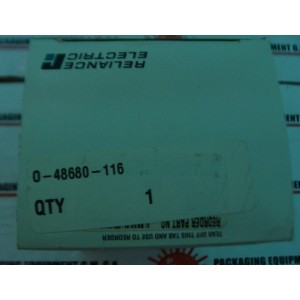 RELIANCE
ELECTRIC
0-48680-116
QTY 1
REORDER PART NO
TEAR OFF THIS TAB AND USE TO REORDER
PACKAGING EQUIPMENT